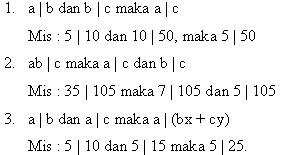 1. a | b dan b | c maka a | c
Mis : 5 | 10 dan 10 | 50, maka 5 | 50
2. ab | c maka a | c dan b | c
Mis : 35 | 105 maka 7 | 105 dan 5 | 105
3. a | b dan a | c maka a | (bx + cy)
Mis : 5 | 10 dan 5 | 15 maka 5 | 25.